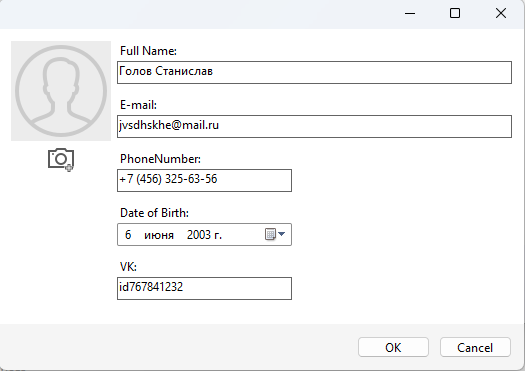 Full Name:
Голов Станислав
E-mail:
jvsdhskhe@mail.ru
PhoneNumber:
+7 (456) 325-63-56
Date of Birth:
6 июня 2003 г.
VK:
id767841232
OK Cancel